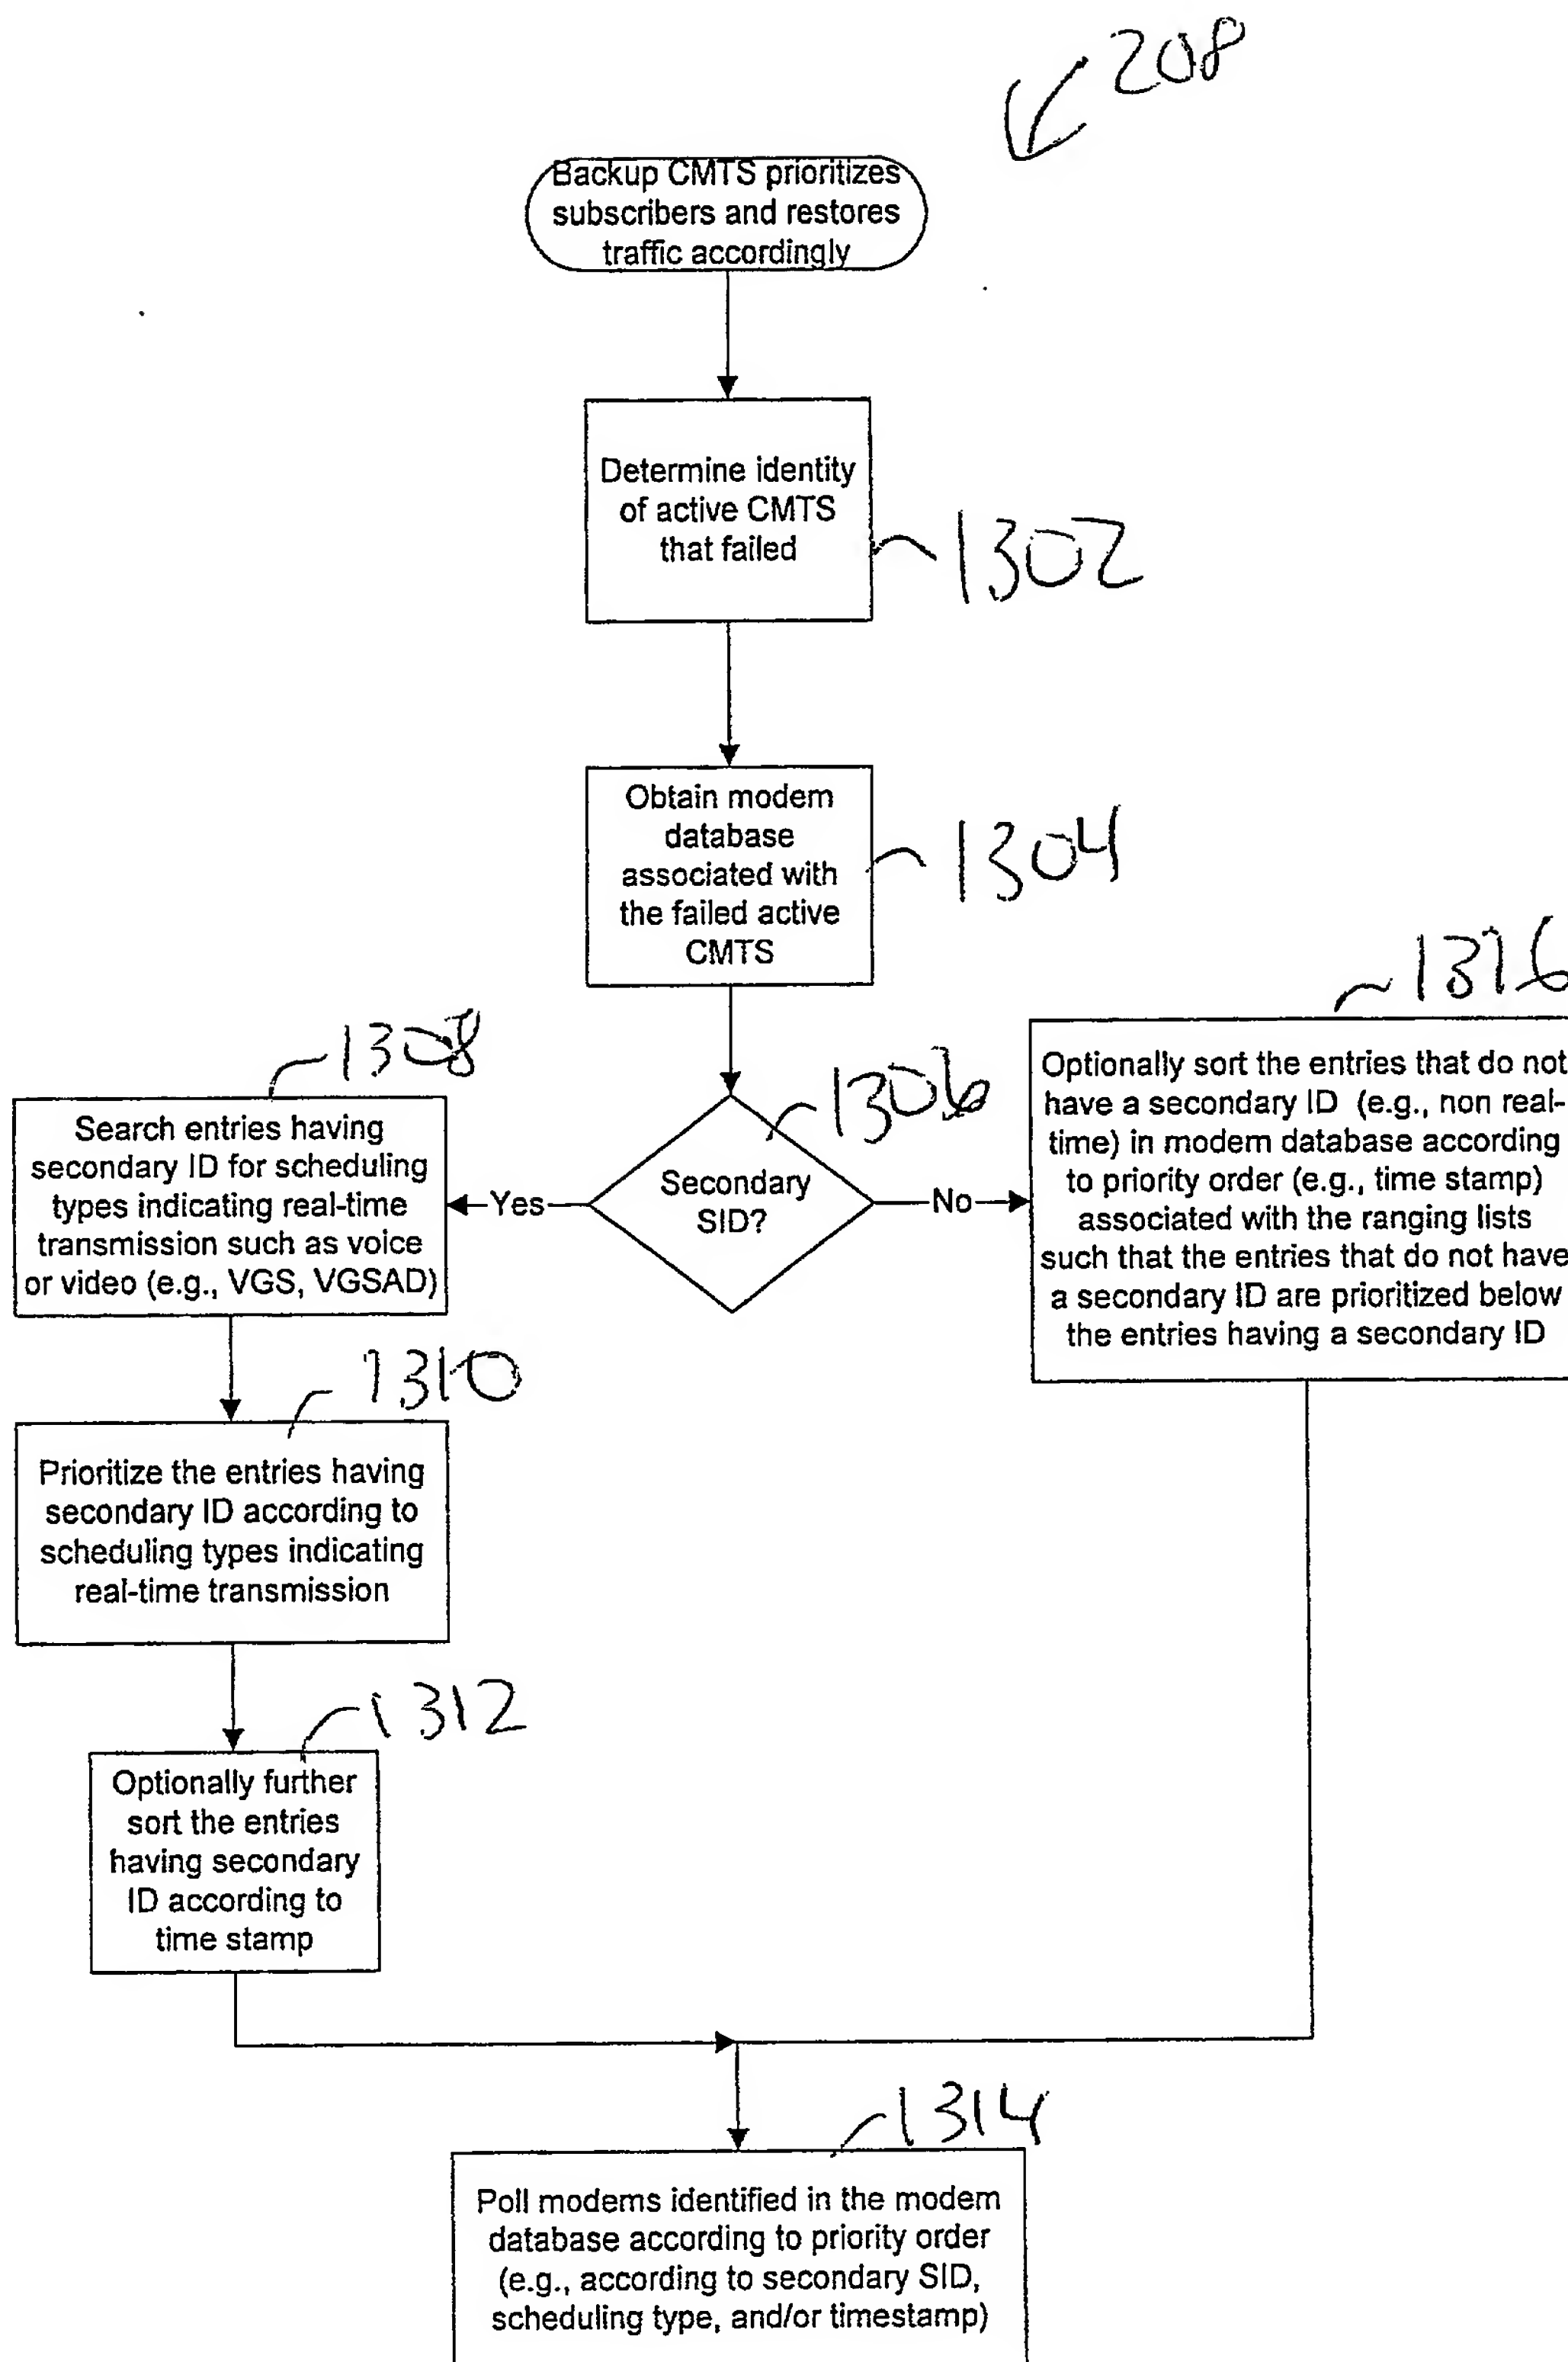 208
Backup CMTS prioritizes
subscribers and restores
traffic accordingly
Determine identity
of active CMTS
that failed
1302
Obtain modem
database
associated with
the failed active
CMTS
1304
1306
Secondary
SID?
Yes
No
1308
Search entries having
secondary ID for scheduling
types indicating real-time
transmission such as voice
or video (e.g., VGS, VGSAD)
1316
Optionally sort the entries that do not
have a secondary ID (e.g., non real-
time) in modem database according
to priority order (e.g., time stamp)
associated with the ranging lists
such that the entries that do not have
a secondary ID are prioritized below
the entries having a secondary ID
1310
Prioritize the entries having
secondary ID according to
scheduling types indicating
real-time transmission
1312
Optionally further
sort the entries
having secondary
ID according to
time stamp
1314
Poll modems identified in the modem
database according to priority order
(e.g., according to secondary SID,
scheduling type, and/or timestamp)